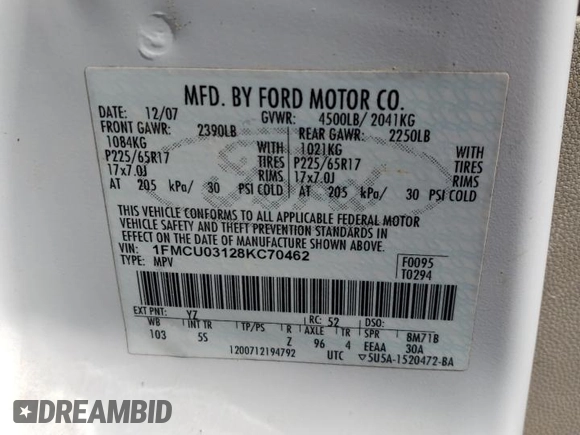 MFD. BY FORD MOTOR CO.
DATE: 12/07 GVWR: 4500LB/ 2041KG
FRONT GAWR: 2390LB REAR GAWR: 2250LB
1084KG WITH 1021KG WITH
P225/65R17 TIRES P225/65R17 TIRES
17x7.0J RIMS 17x7.0J RIMS
AT 205 kPa/ 30 PSI COLD AT 205 kPa/ 30 PSI COLD
THIS VEHICLE CONFORMS TO ALL APPLICABLE FEDERAL MOTOR
VEHICLE SAFETY AND THEFT PREVENTION STANDARDS IN
EFFECT ON THE DATE OF MANUFACTURE SHOWN ABOVE.
VIN: 1FMCU03128KC70462 F0095
TYPE: MPV T0294
EXT PNT: YZ RC: 52 DSO:
WB INT TR TP/PS R AXLE TR SPR 8M71B
103 5S Z 96 4 EEAA 30A
1200712194792 UTC ▽5U5A-1520472-BA
DREAMBID